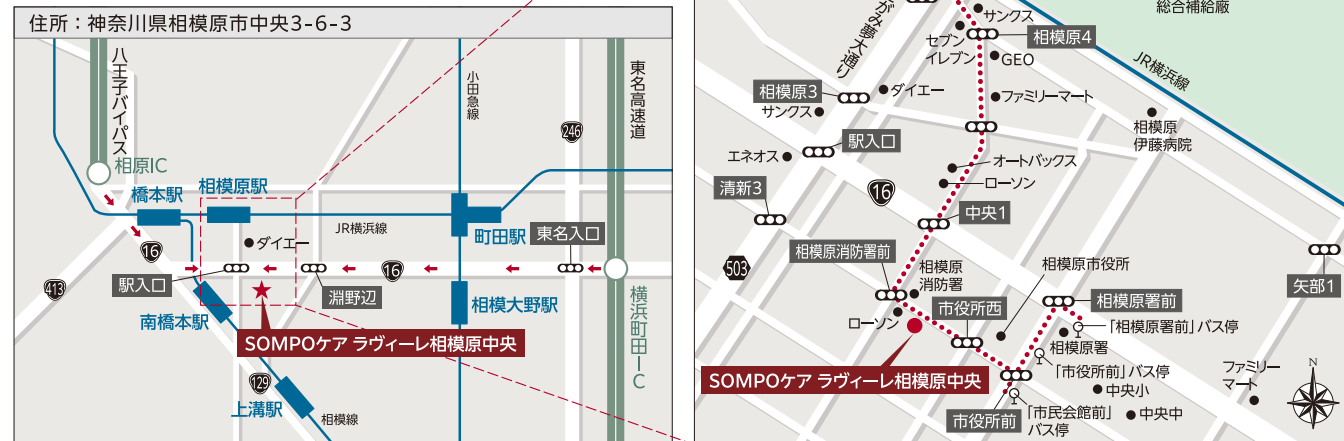 住所：神奈川県相模原市中央3-6-3
八王子バイパス
相原IC
橋本駅
相模原駅
小田急線
246
東名高速道
JR横浜線
町田駅
東名入口
16
ダイエー
413
駅入口
淵野辺
16
南橋本駅
相模大野駅
横浜町田IC
SOMPOケア ラヴィーレ相模原中央
129
上溝駅
相模線
がみ夢大通り
サンクス
総合補給廠
セブン
イレブン
相模原4
GEO
JR横浜線
相模原3
ダイエー
ファミリーマート
サンクス
相模原
伊藤病院
駅入口
エネオス
オートバックス
清新3
16
ローソン
中央1
相模原消防署前
503
相模原
消防署
相模原市役所
矢部1
ローソン
市役所西
相模原署前
「相模原署前」バス停
相模原署
SOMPOケア ラヴィーレ相模原中央
「市役所前」バス停
ファミリー
マート
中央小
市役所前
「市民会館前」
バス停
中央中
N